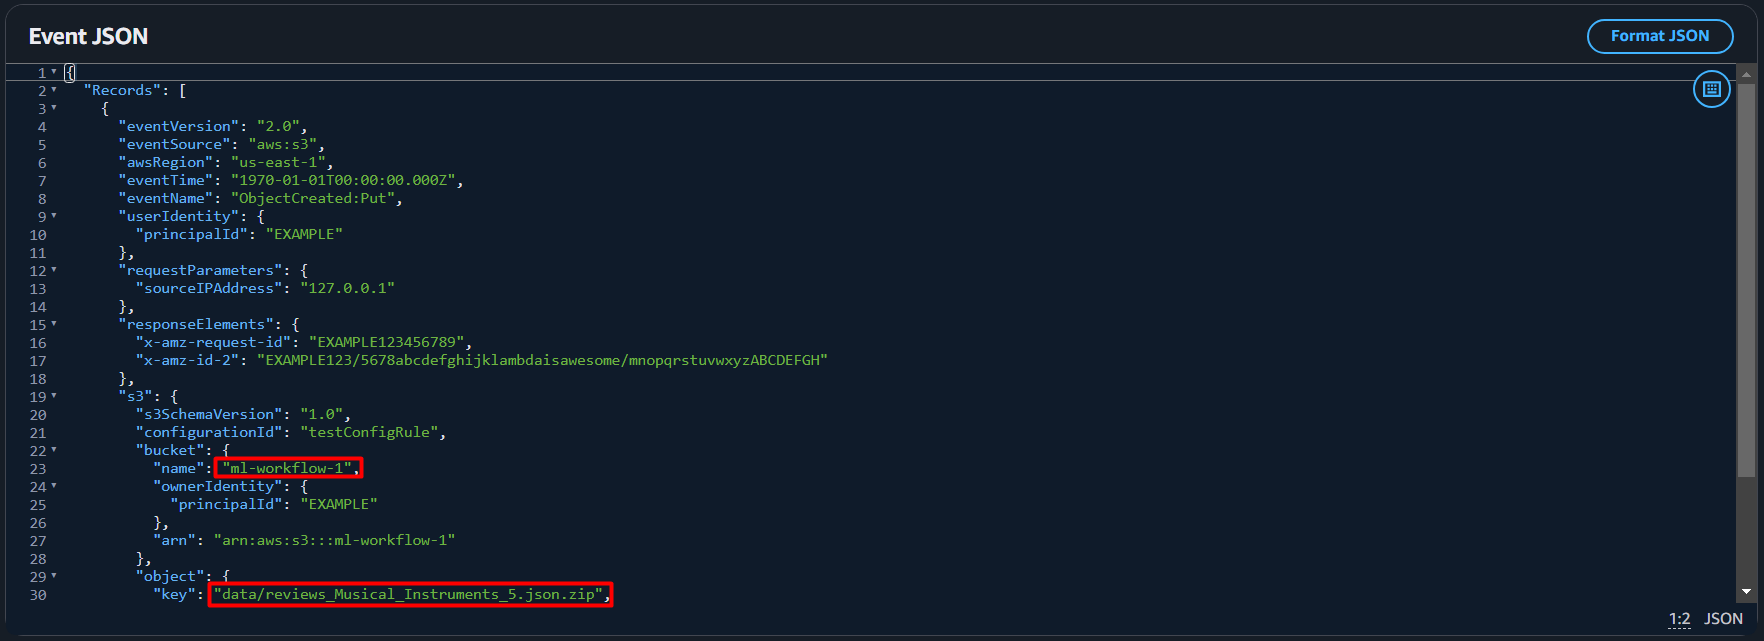 Event JSON
Format JSON
1 {
2 "Records": [
3 {
4 "eventVersion": "2.0",
5 "eventSource": "aws:s3",
6 "awsRegion": "us-east-1",
7 "eventTime": "1970-01-01T00:00:00.000Z",
8 "eventName": "ObjectCreated:Put",
9 "userIdentity": {
10 "principalId": "EXAMPLE"
11 },
12 "requestParameters": {
13 "sourceIPAddress": "127.0.0.1"
14 },
15 "responseElements": {
16 "x-amz-request-id": "EXAMPLE123456789",
17 "x-amz-id-2": "EXAMPLE123/5678abcdefghijklambdaisawesome/mnopqrstuvwxyzABCDEFGH"
18 },
19 "s3": {
20 "s3SchemaVersion": "1.0",
21 "configurationId": "testConfigRule",
22 "bucket": {
23 "name": "ml-workflow-1",
24 "ownerIdentity": {
25 "principalId": "EXAMPLE"
26 },
27 "arn": "arn:aws:s3:::ml-workflow-1"
28 },
29 "object": {
30 "key": "data/reviews_Musical_Instruments_5.json.zip",
1:2 JSON